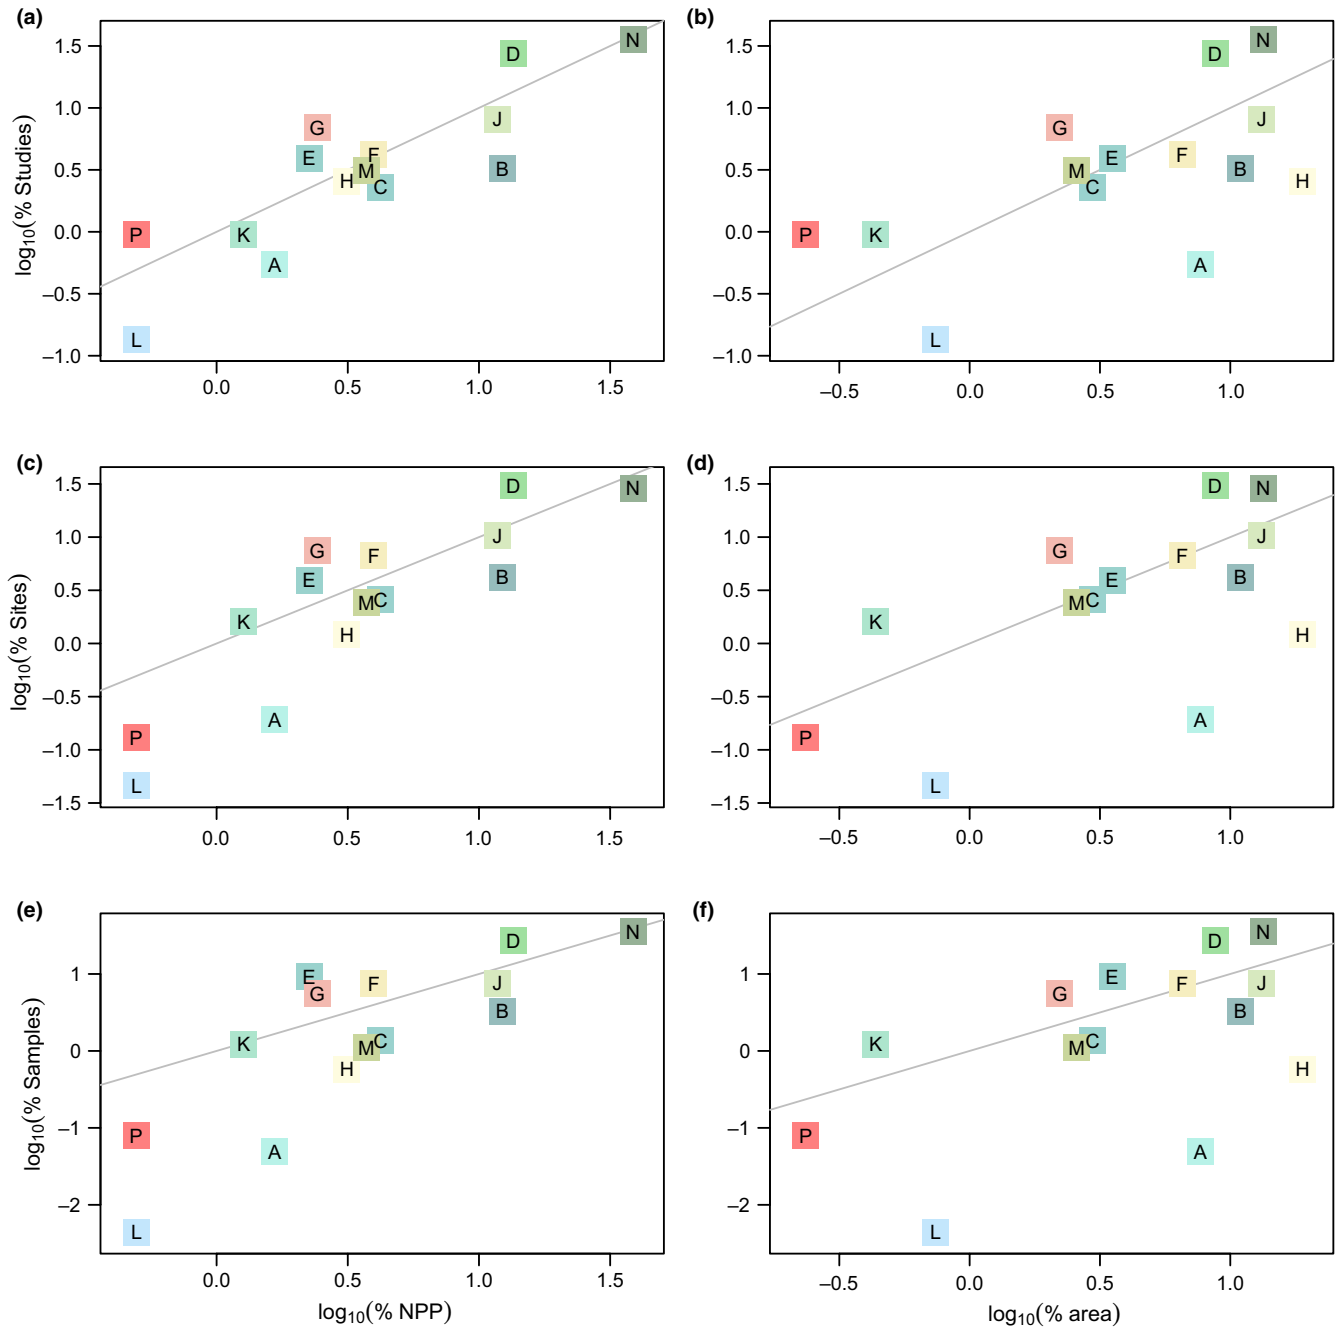 (a)
log10(% Studies)
1.5
1.0
0.5
0.0
–0.5
–1.0
0.0 0.5 1.0 1.5
N
D
J
G
F
E
M
B
H
C
P
K
A
L
(b)
–0.5 0.0 0.5 1.0
1.5
1.0
0.5
0.0
–0.5
–1.0
N
D
J
G
F
E
M
B
H
C
P
K
A
L
(c)
log10(% Sites)
1.5
1.0
0.5
0.0
–0.5
–1.0
–1.5
0.0 0.5 1.0 1.5
D
N
J
G
F
E
B
M
C
K
H
A
P
L
(d)
1.5
1.0
0.5
0.0
–0.5
–1.0
–1.5
–0.5 0.0 0.5 1.0
D
N
J
G
F
E
B
M
C
K
H
A
P
L
(e)
log10(% Samples)
1
0
–1
–2
0.0 0.5 1.0 1.5
log10(% NPP)
N
D
E
G
F
J
B
K
M
C
H
P
A
L
(f)
1
0
–1
–2
–0.5 0.0 0.5 1.0
log10(% area)
N
D
E
G
F
J
B
K
M
C
H
P
A
L